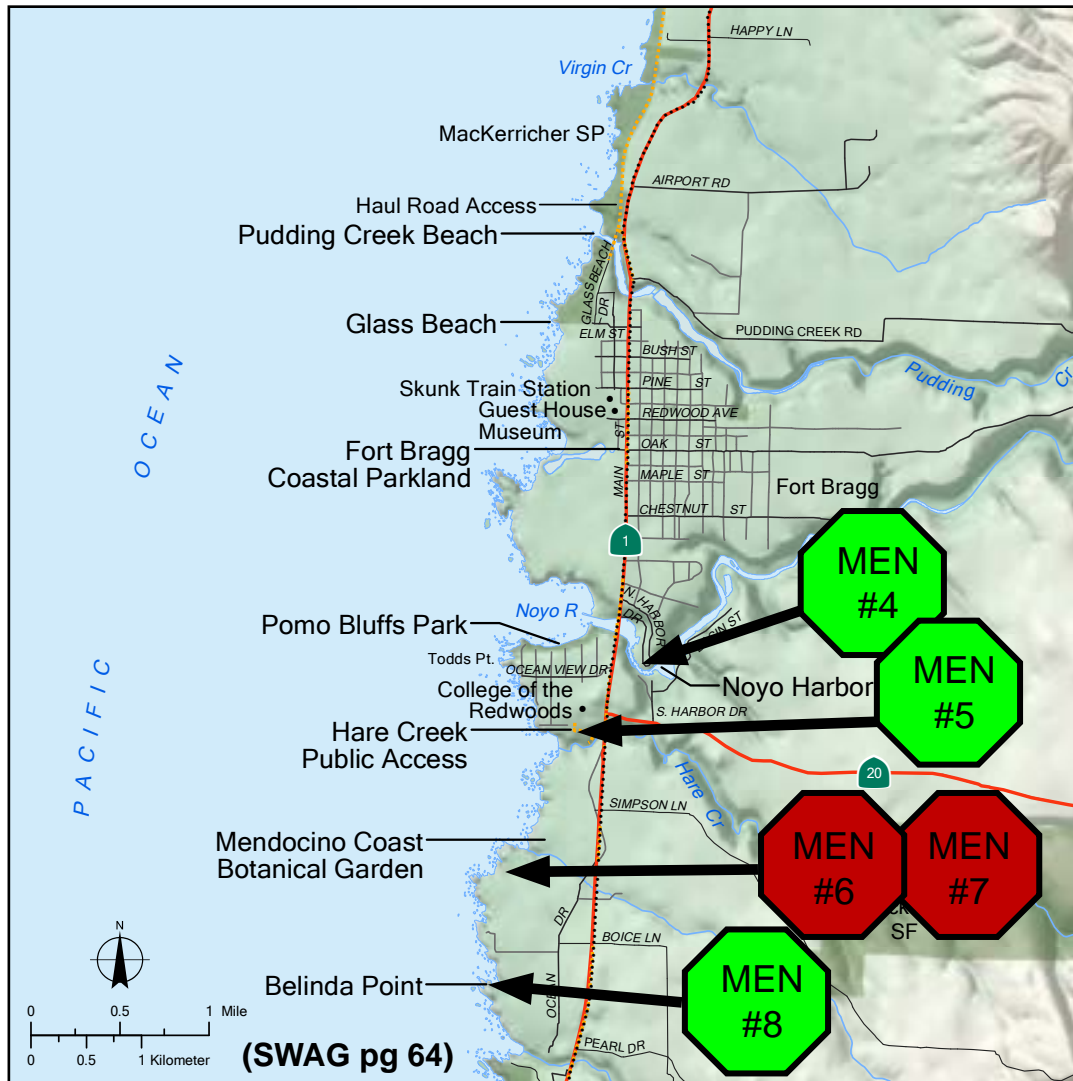 HAPPY LN
Virgin Cr
MacKerricher SP
AIRPORT RD
Haul Road Access
Pudding Creek Beach
GLASS BEACH
DR
Glass Beach
ELM ST
PUDDING CREEK RD
BUSH ST
Pudding
Cr
PINE ST
Skunk Train Station
Guest House
Museum
REDWOOD AVE
OAK ST
Fort Bragg
Coastal Parkland
MAIN ST
MAPLE ST
Fort Bragg
CHESTNUT ST
OCEAN
PACIFIC
1
MEN
#4
N. HARBOR
DR
Noyo R
Pomo Bluffs Park
Todds Pt.
OCEAN VIEW DR
ST
Noyo Harbor
MEN
#5
College of the
Redwoods
S. HARBOR DR
Hare Creek
Public Access
Hare Cr
20
SIMPSON LN
Mendocino Coast
Botanical Garden
MEN
#6
MEN
#7
SF
OCEAN DR
BOICE LN
N
Belinda Point
MEN
#8
0 0.5 1 Mile
0 0.5 1 Kilometer
(SWAG pg 64)
PEARL DR